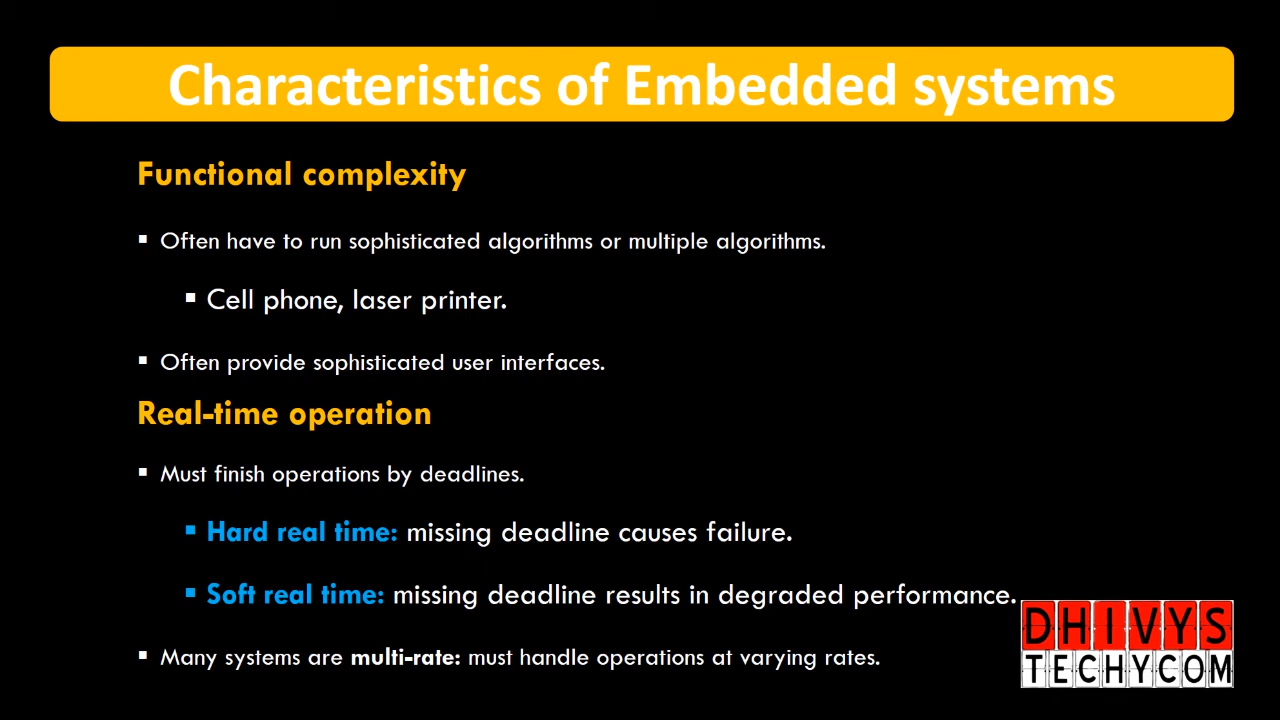 Characteristics of Embedded systems
Functional complexity
▪ Often have to run sophisticated algorithms or multiple algorithms.
▪ Cell phone, laser printer.
▪ Often provide sophisticated user interfaces.
Real-time operation
▪ Must finish operations by deadlines.
▪ Hard real time: missing deadline causes failure.
▪ Soft real time: missing deadline results in degraded performance.
▪ Many systems are multi-rate: must handle operations at varying rates.
DHIVYS
TECHYCOM